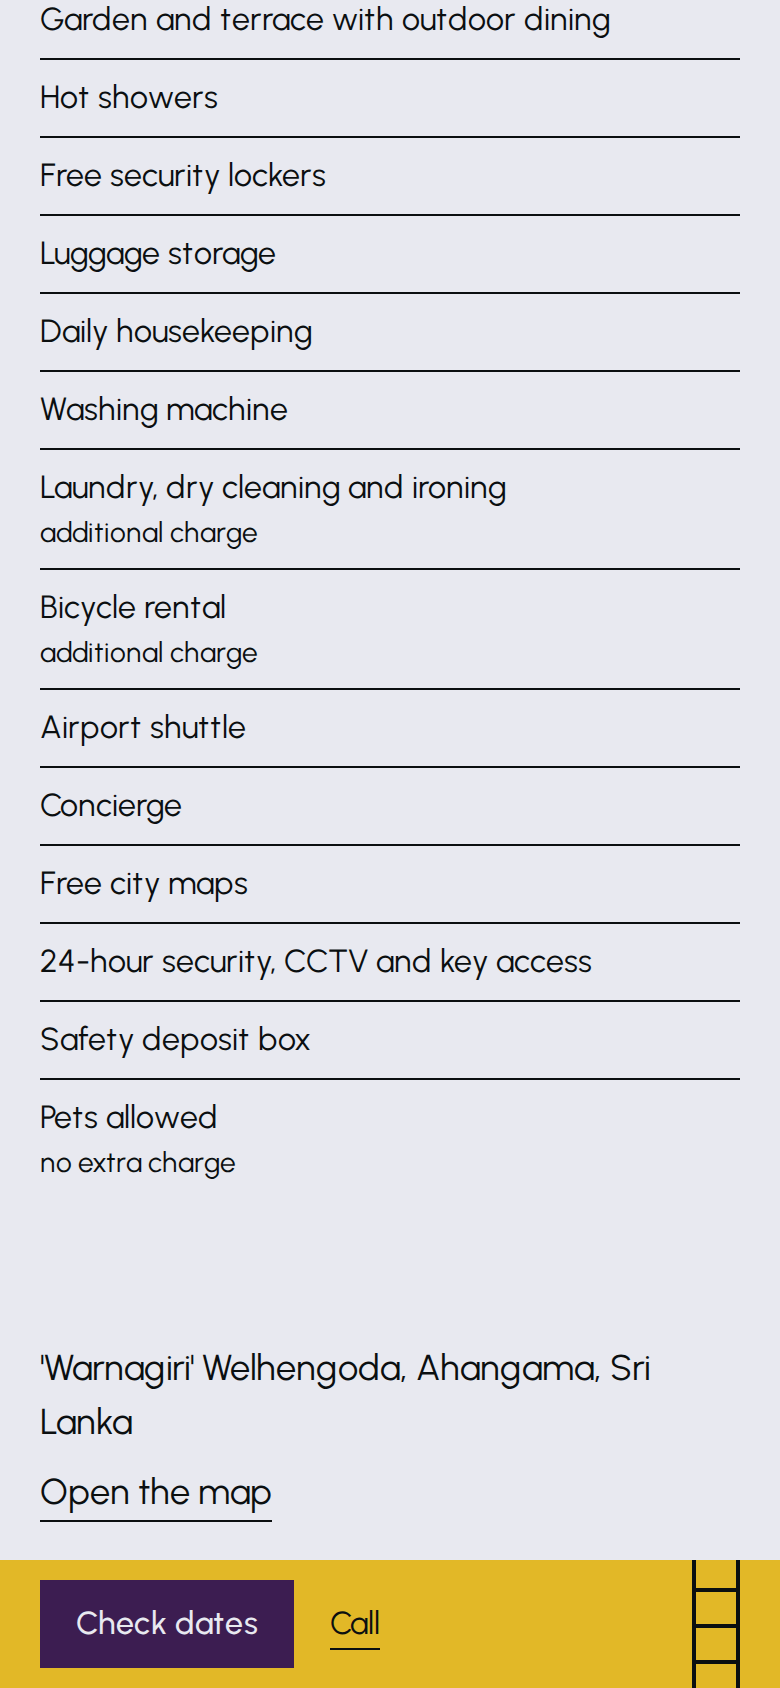 Garden and terrace with outdoor dining
Hot showers
Free security lockers
Luggage storage
Daily housekeeping
Washing machine
Laundry, dry cleaning and ironing
additional charge
Bicycle rental
additional charge
Airport shuttle
Concierge
Free city maps
24-hour security, CCTV and key access
Safety deposit box
Pets allowed
no extra charge
'Warnagiri' Welhengoda, Ahangama, Sri
Lanka
Open the map
Check dates
Call